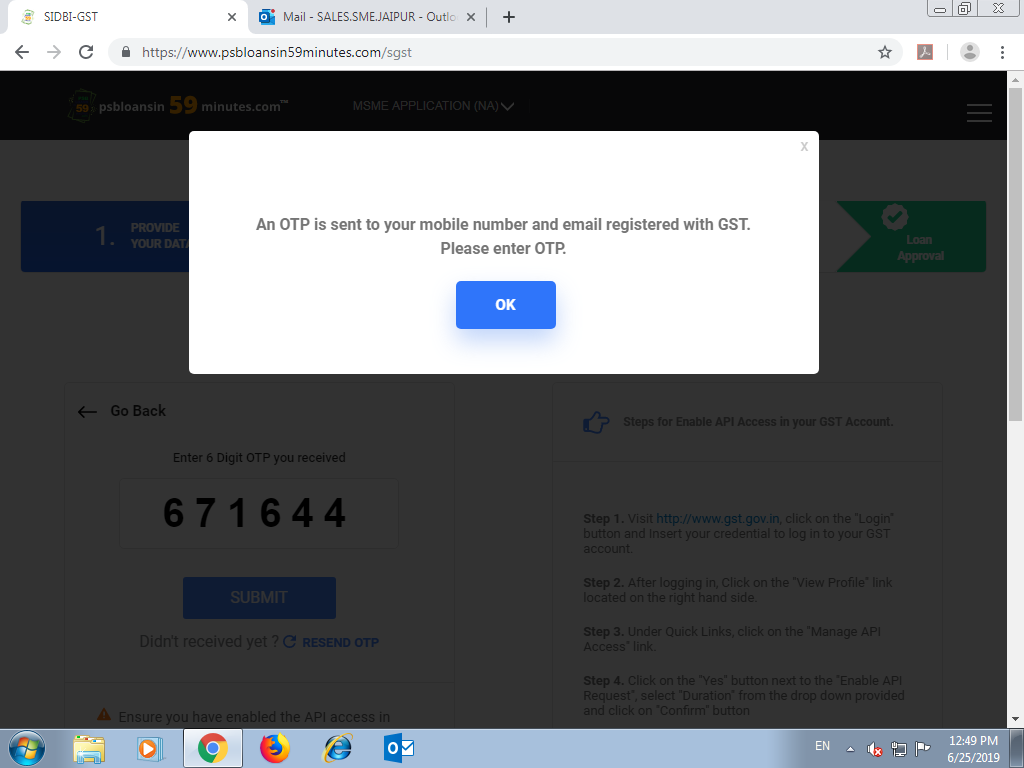 SIDBI-GST
Mail - SALES.SME.JAIPUR - Outlo
https://www.psbloansin59minutes.com/sgst
psbloansin 59 minutes.com™
MSME APPLICATION (NA)
x
An OTP is sent to your mobile number and email registered with GST.
Please enter OTP.
OK
1. PROVIDE
YOUR DATA
Loan
Approval
Go Back
Enter 6 Digit OTP you received
6 7 1 6 4 4
SUBMIT
Didn't received yet ? RESEND OTP
Ensure you have enabled the API access in
Steps for Enable API Access in your GST Account.
Step 1. Visit http://www.gst.gov.in, click on the "Login"
button and Insert your credential to log in to your GST
account.
Step 2. After logging in, Click on the "View Profile" link
located on the right hand side.
Step 3. Under Quick Links, click on the "Manage API
Access" link.
Step 4. Click on the "Yes" button next to the "Enable API
Request", select "Duration" from the drop down provided
and click on "Confirm" button
EN
12:49 PM
6/25/2019